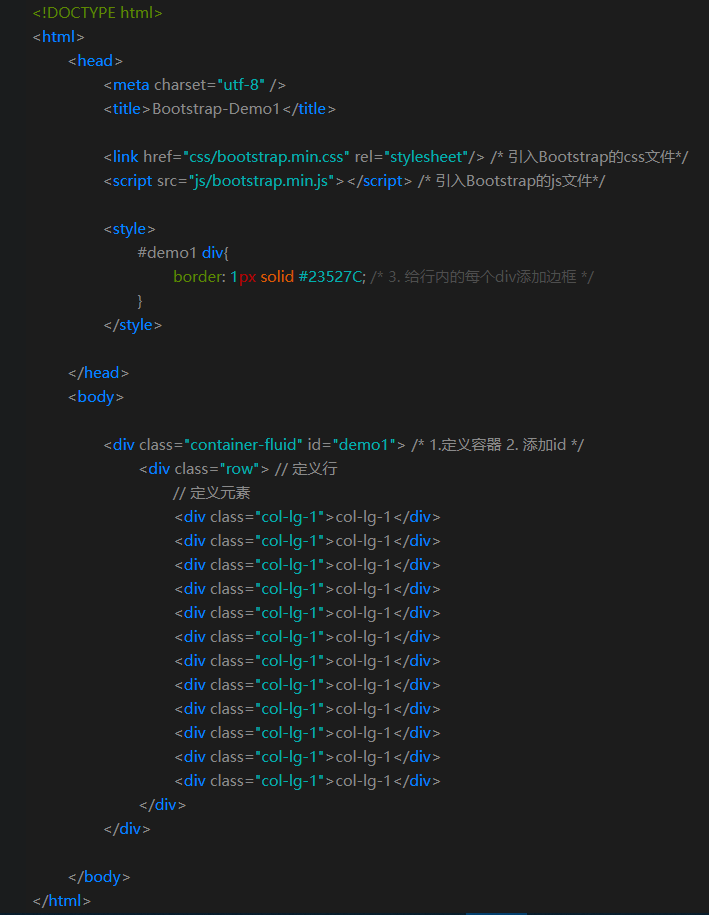 <!DOCTYPE html>
<html>
<head>
<meta charset="utf-8" />
<title>Bootstrap-Demo1</title>
<link href="css/bootstrap.min.css" rel="stylesheet"/> /* 引入Bootstrap的css文件*/
<script src="js/bootstrap.min.js"></script> /* 引入Bootstrap的js文件*/
<style>
#demo1 div{
border: 1px solid #23527C; /* 3. 给行内的每个div添加边框 */
}
</style>
</head>
<body>
<div class="container-fluid" id="demo1"> /* 1.定义容器 2. 添加id */
<div class="row"> // 定义行
// 定义元素
<div class="col-lg-1">col-lg-1</div>
<div class="col-lg-1">col-lg-1</div>
<div class="col-lg-1">col-lg-1</div>
<div class="col-lg-1">col-lg-1</div>
<div class="col-lg-1">col-lg-1</div>
<div class="col-lg-1">col-lg-1</div>
<div class="col-lg-1">col-lg-1</div>
<div class="col-lg-1">col-lg-1</div>
<div class="col-lg-1">col-lg-1</div>
<div class="col-lg-1">col-lg-1</div>
<div class="col-lg-1">col-lg-1</div>
<div class="col-lg-1">col-lg-1</div>
</div>
</div>
</body>
</html>